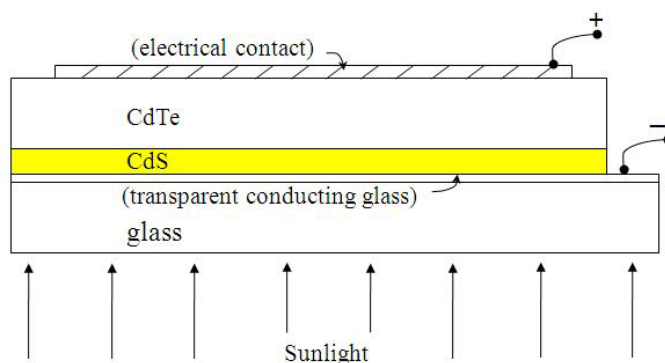 +
(electrical contact)
CdTe
–
CdS
(transparent conducting glass)
glass
Sunlight